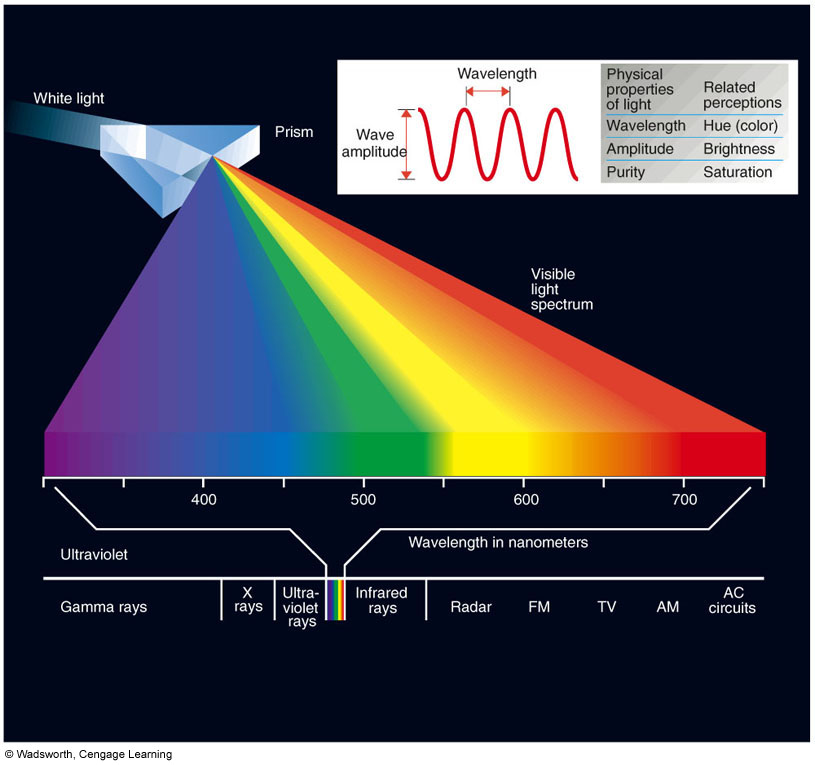 White light
Prism
Wavelength
Wave
amplitude
Physical
properties
of light
Related
perceptions
Wavelength Hue (color)
Amplitude Brightness
Purity Saturation
Visible
light
spectrum
400 500 600 700
Wavelength in nanometers
Ultraviolet
Gamma rays
X
rays
Ultra-
violet
rays
Infrared
rays
Radar
FM
TV
AM
AC
circuits
© Wadsworth, Cengage Learning